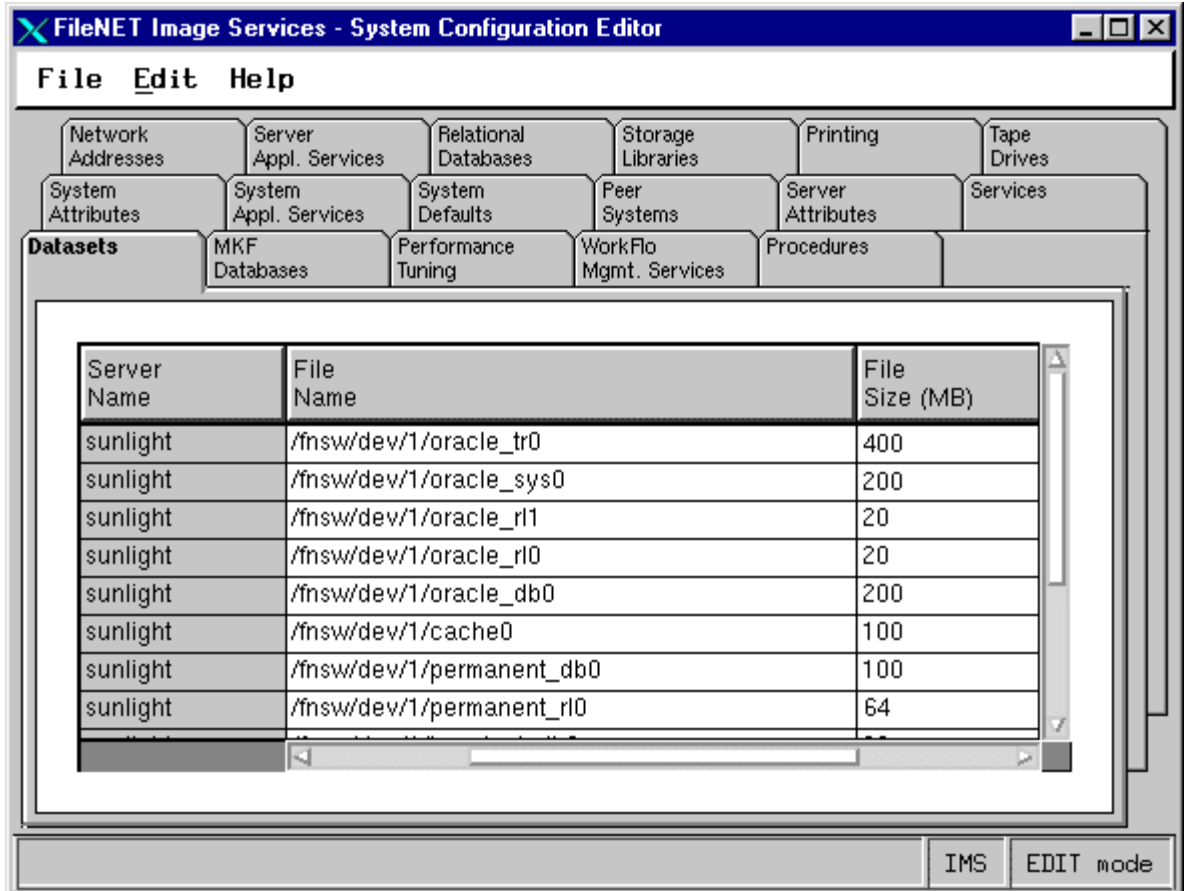 FileNET Image Services - System Configuration Editor
File Edit Help
Network Addresses
Server Appl. Services
Relational Databases
Storage Libraries
Printing
Tape Drives
System Attributes
System Appl. Services
System Defaults
Peer Systems
Server Attributes
Services
Datasets
MKF Databases
Performance Tuning
WorkFlo Mgmt. Services
Procedures
Server Name File Name File Size (MB)
sunlight /fnsw/dev/1/oracle_tr0 400
sunlight /fnsw/dev/1/oracle_sys0 200
sunlight /fnsw/dev/1/oracle_rl1 20
sunlight /fnsw/dev/1/oracle_rl0 20
sunlight /fnsw/dev/1/oracle_db0 200
sunlight /fnsw/dev/1/cache0 100
sunlight /fnsw/dev/1/permanent_db0 100
sunlight /fnsw/dev/1/permanent_rl0 64
IMS EDIT mode